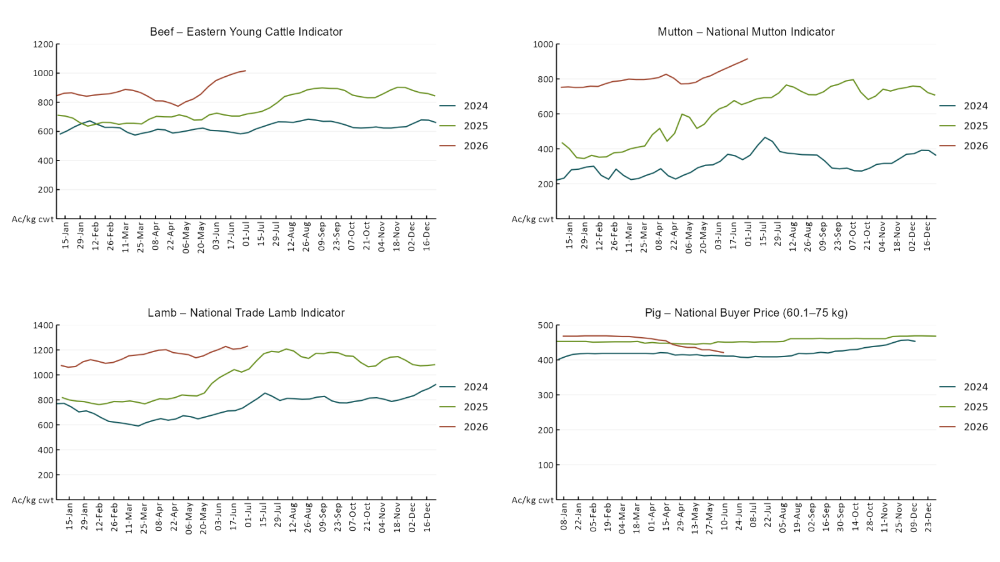 Beef – Eastern Young Cattle Indicator
1200
1000
800
600
400
200
Ac/kg cwt
15-Jan
29-Jan
12-Feb
26-Feb
11-Mar
25-Mar
08-Apr
22-Apr
06-May
20-May
03-Jun
17-Jun
01-Jul
15-Jul
29-Jul
12-Aug
26-Aug
09-Sep
23-Sep
07-Oct
21-Oct
04-Nov
18-Nov
02-Dec
16-Dec
2024
2025
2026
Mutton – National Mutton Indicator
1000
800
600
400
200
Ac/kg cwt
15-Jan
29-Jan
12-Feb
26-Feb
11-Mar
25-Mar
08-Apr
22-Apr
06-May
20-May
03-Jun
17-Jun
01-Jul
15-Jul
29-Jul
12-Aug
26-Aug
09-Sep
23-Sep
07-Oct
21-Oct
04-Nov
18-Nov
02-Dec
16-Dec
2024
2025
2026
Lamb – National Trade Lamb Indicator
1400
1200
1000
800
600
400
200
Ac/kg cwt
15-Jan
29-Jan
12-Feb
26-Feb
11-Mar
25-Mar
08-Apr
22-Apr
06-May
20-May
03-Jun
17-Jun
01-Jul
15-Jul
29-Jul
12-Aug
26-Aug
09-Sep
23-Sep
07-Oct
21-Oct
04-Nov
18-Nov
02-Dec
16-Dec
2024
2025
2026
Pig – National Buyer Price (60.1–75 kg)
500
400
300
200
100
Ac/kg cwt
08-Jan
22-Jan
05-Feb
19-Feb
04-Mar
18-Mar
01-Apr
15-Apr
29-Apr
13-May
27-May
10-Jun
24-Jun
08-Jul
22-Jul
05-Aug
19-Aug
02-Sep
16-Sep
30-Sep
14-Oct
28-Oct
11-Nov
25-Nov
09-Dec
23-Dec
2024
2025
2026